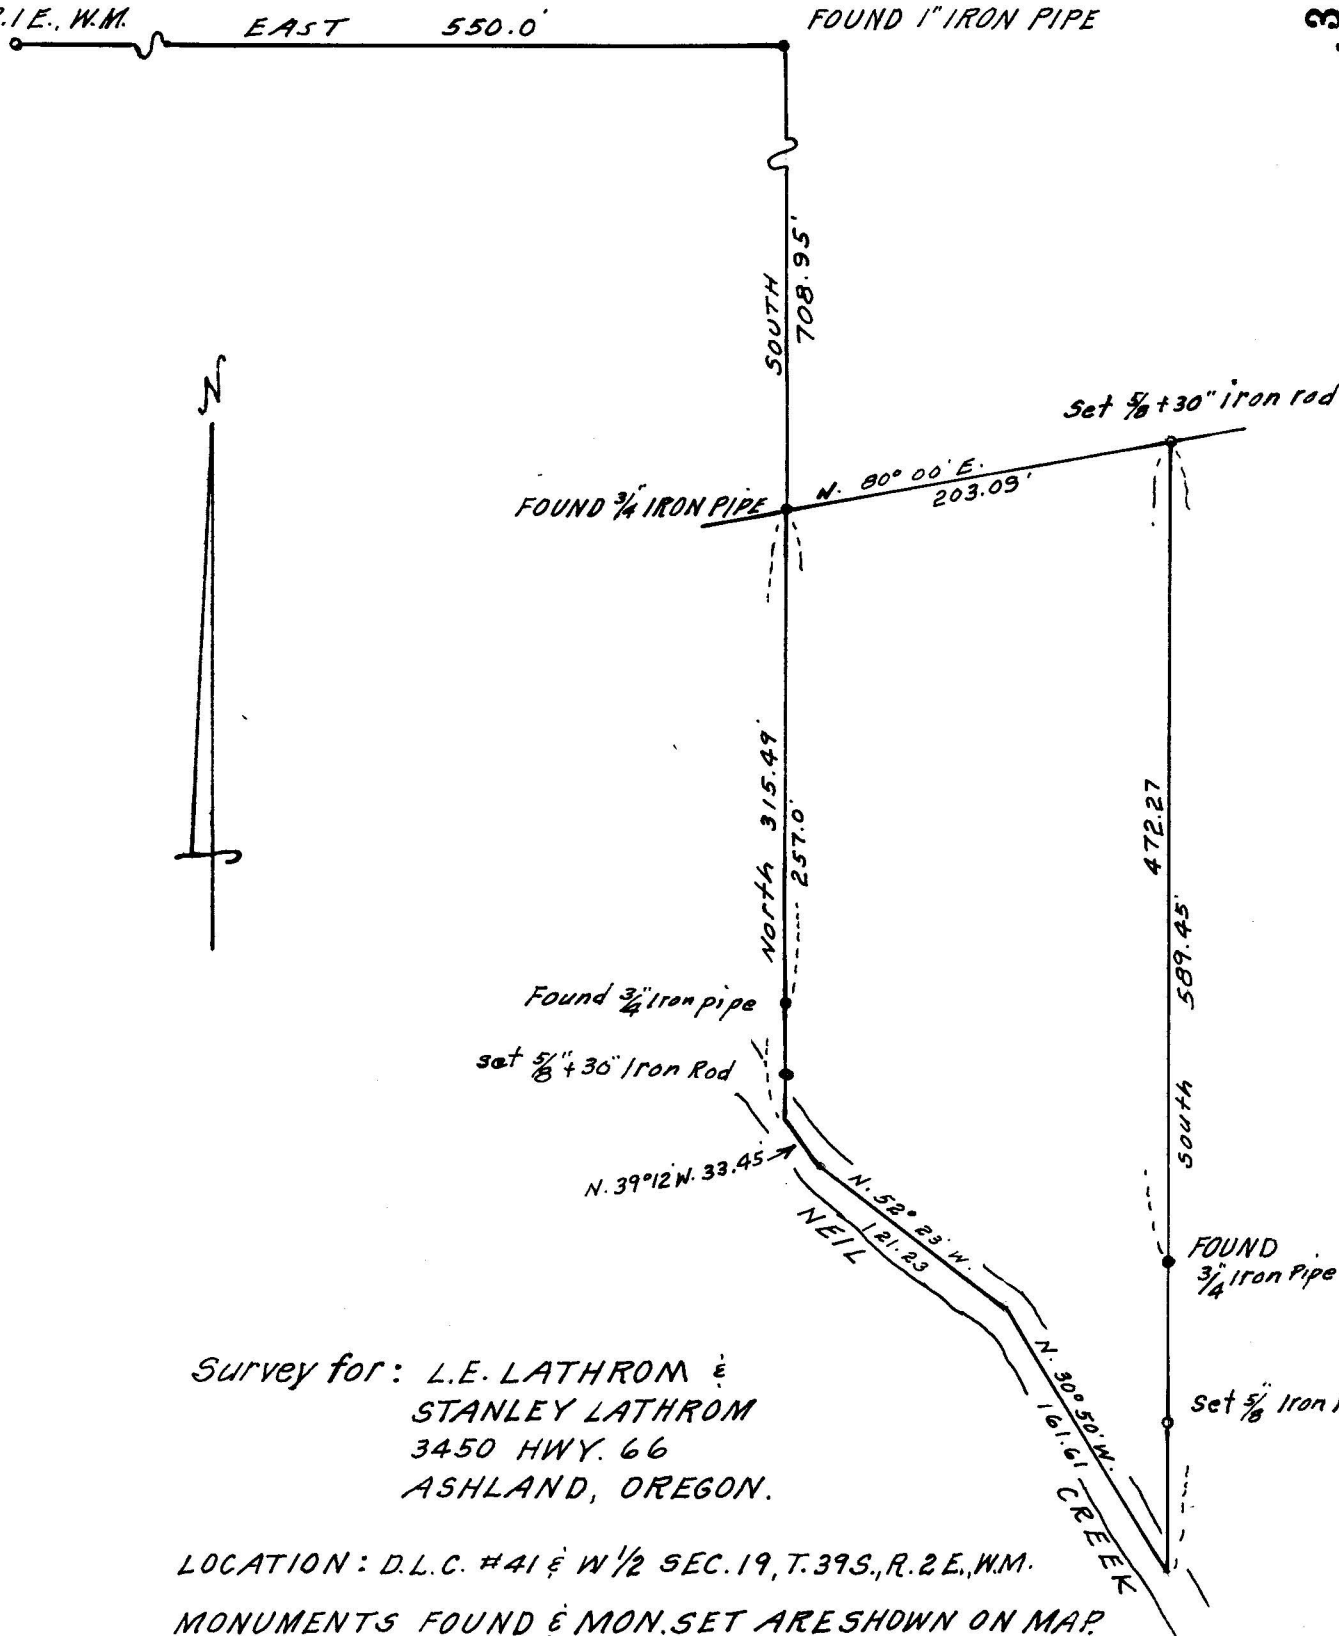 R.1E., W.M.
EAST 550.0'
FOUND 1" IRON PIPE
3
SOUTH
708.95'
N
Set 5/8 + 30" iron rod
FOUND 3/4" IRON PIPE
N. 80° 00' E.
203.09'
North 315.49'
257.0'
472.27
South 589.45'
Found 3/4" Iron pipe
set 5/8" + 30" Iron Rod
N. 39°12' W. 33.45'
N. 52° 23' W.
121.23
NEIL
FOUND
3/4" Iron Pipe
N. 30° 50' W.
161.61
CREEK
Set 5/8" Iron
Survey for: L.E. LATHROM &
STANLEY LATHROM
3450 HWY. 66
ASHLAND, OREGON.
LOCATION: D.L.C. #41 & W 1/2 SEC. 19, T. 39S., R. 2 E., W.M.
MONUMENTS FOUND & MON. SET ARE SHOWN ON MAP.